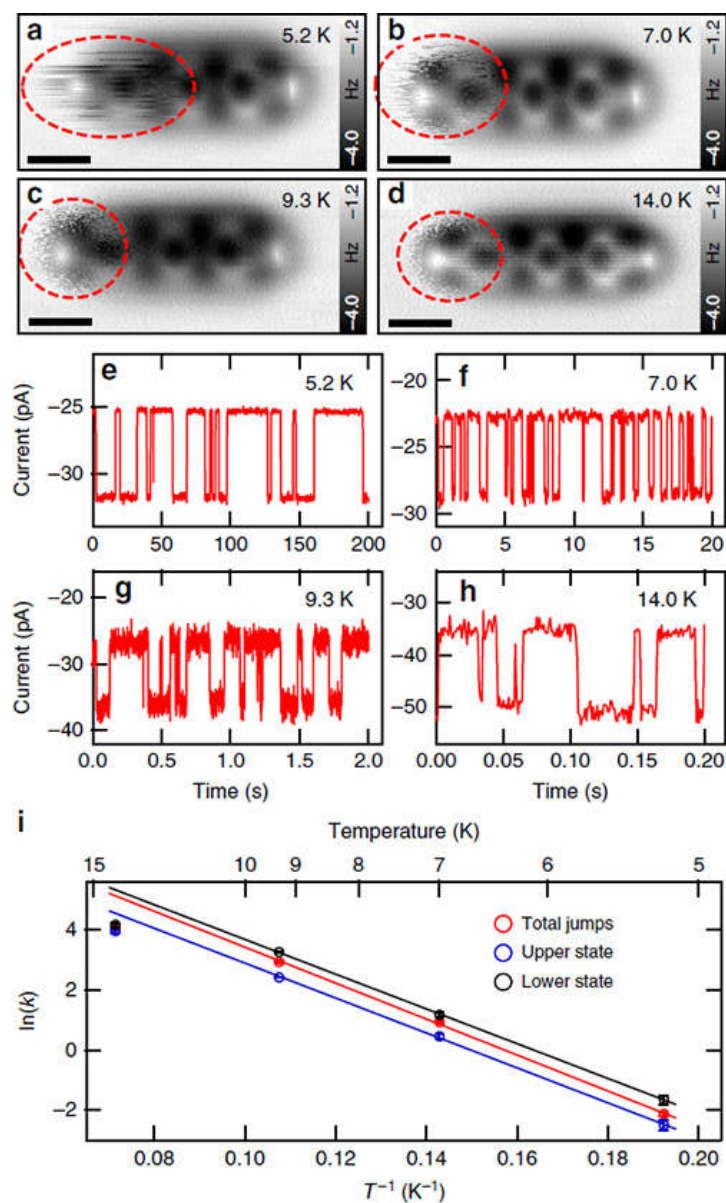 a 5.2 K
−1.2
Hz
−4.0
b 7.0 K
−1.2
Hz
−4.0
c 9.3 K
−1.2
Hz
−4.0
d 14.0 K
−1.2
Hz
−4.0
e 5.2 K
Current (pA)
−25
−30
0 50 100 150 200
f 7.0 K
−20
−25
−30
0 5 10 15 20
g 9.3 K
Current (pA)
−20
−30
−40
0.0 0.5 1.0 1.5 2.0
Time (s)
h 14.0 K
−30
−40
−50
0.00 0.05 0.10 0.15 0.20
Time (s)
i
Temperature (K)
15 10 9 8 7 6 5
Total jumps
Upper state
Lower state
ln(k)
4
2
0
−2
0.08 0.10 0.12 0.14 0.16 0.18 0.20
T⁻¹ (K⁻¹)